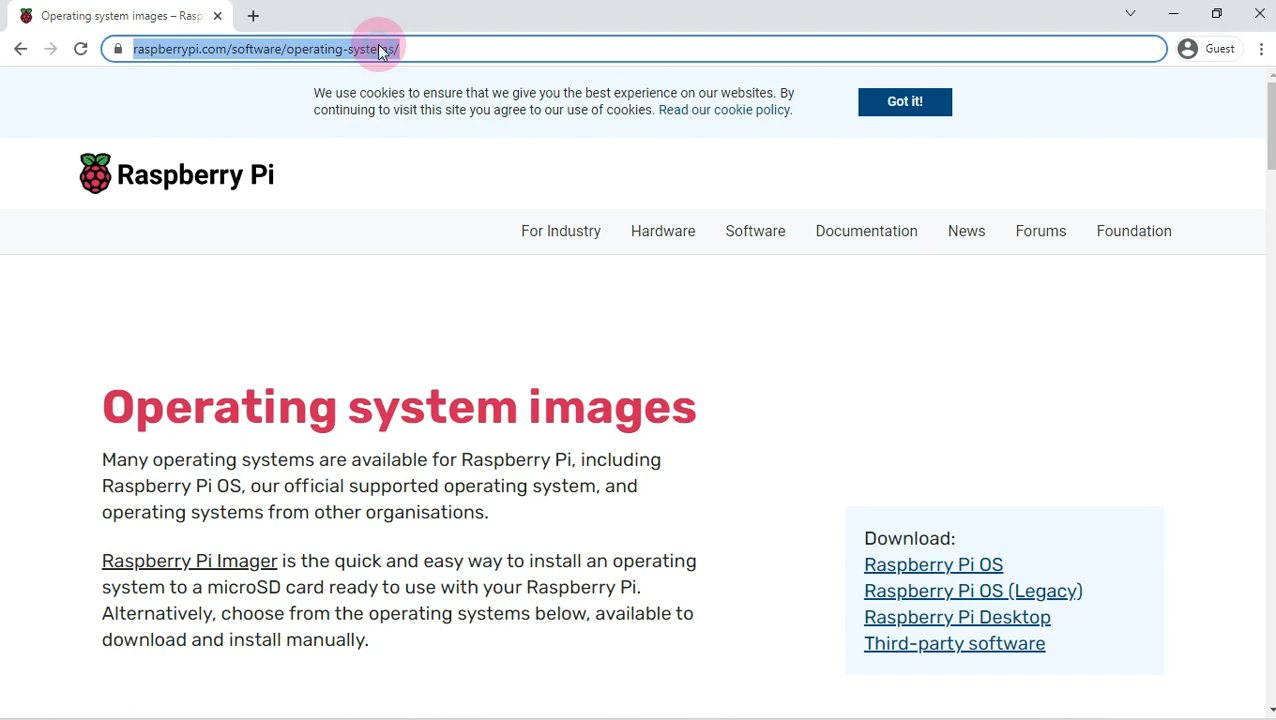 Operating system images – Rasp
raspberrypi.com/software/operating-systems/
Guest
We use cookies to ensure that we give you the best experience on our websites. By
continuing to visit this site you agree to our use of cookies. Read our cookie policy.
Got it!
Raspberry Pi
For Industry Hardware Software Documentation News Forums Foundation
Operating system images
Many operating systems are available for Raspberry Pi, including
Raspberry Pi OS, our official supported operating system, and
operating systems from other organisations.
Raspberry Pi Imager is the quick and easy way to install an operating
system to a microSD card ready to use with your Raspberry Pi.
Alternatively, choose from the operating systems below, available to
download and install manually.
Download:
Raspberry Pi OS
Raspberry Pi OS (Legacy)
Raspberry Pi Desktop
Third-party software